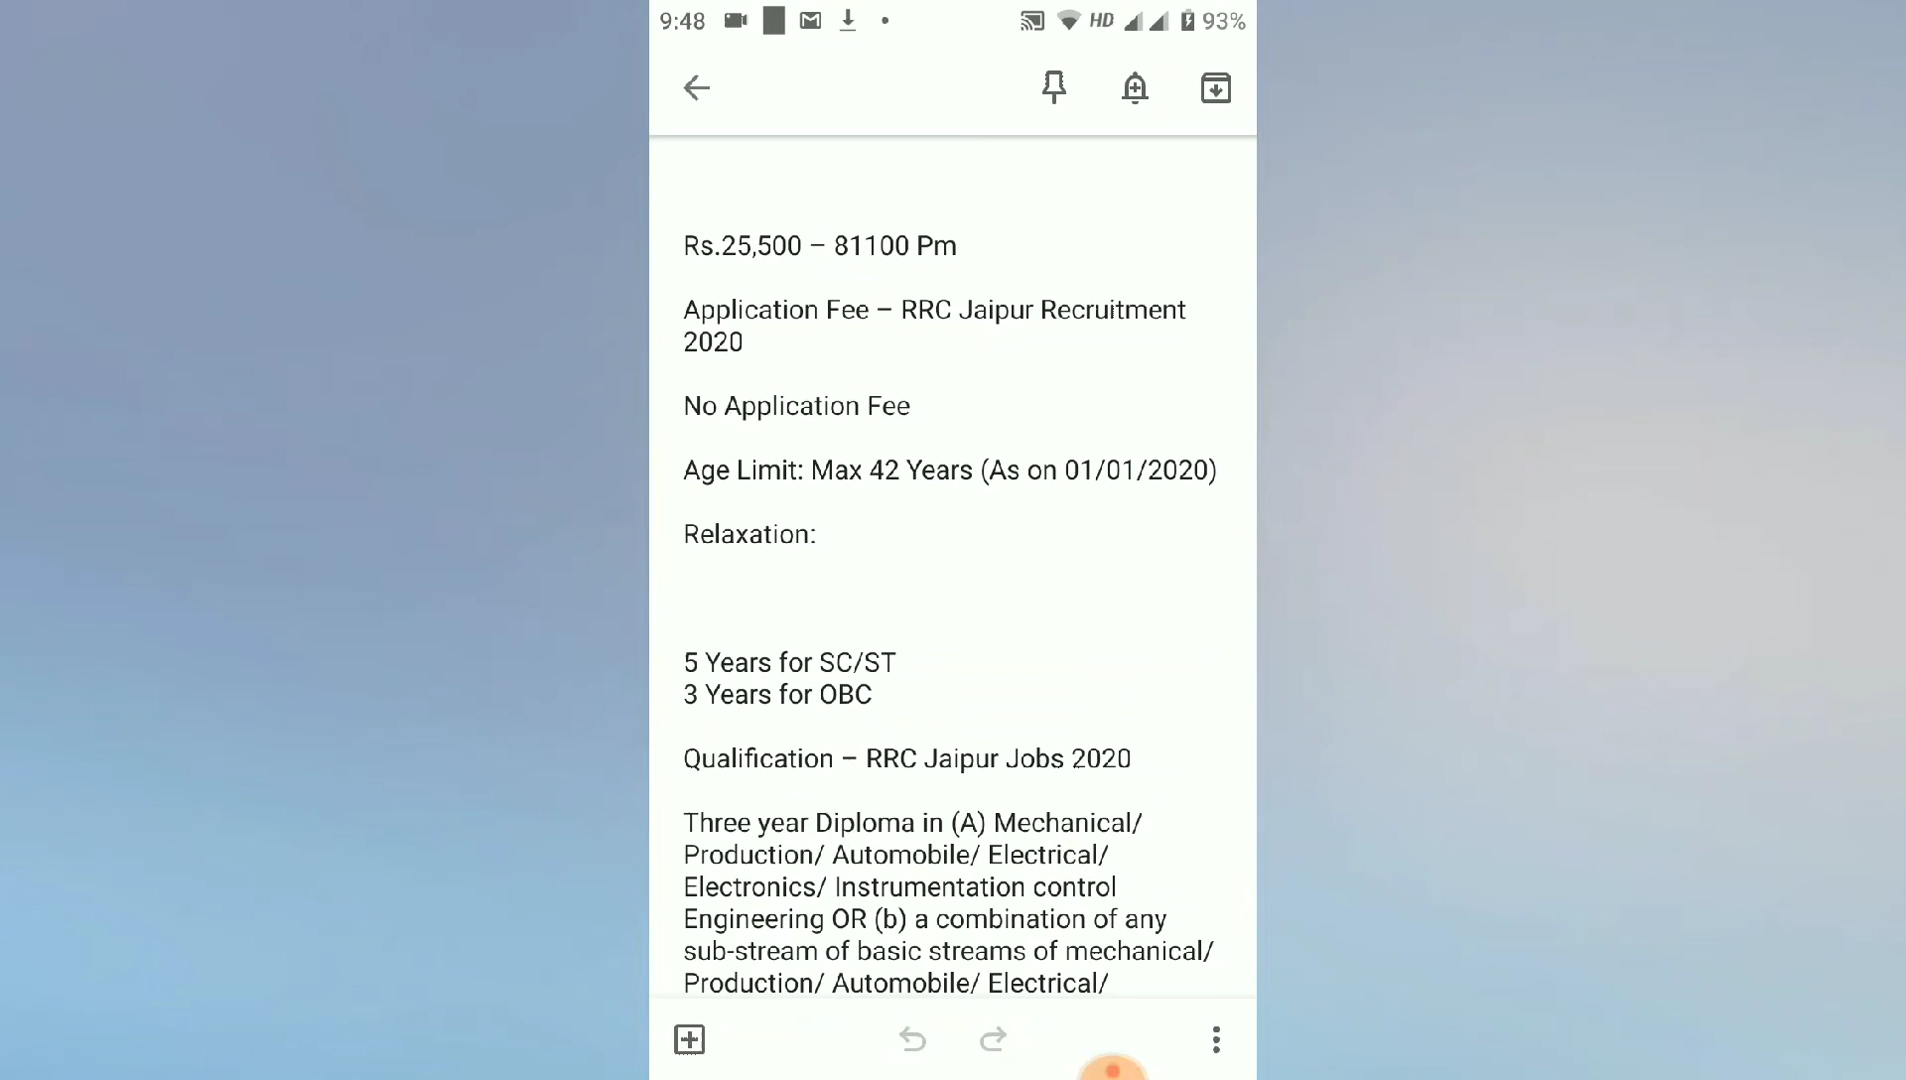 9:48
HD
93%
Rs.25,500 – 81100 Pm
Application Fee – RRC Jaipur Recruitment
2020
No Application Fee
Age Limit: Max 42 Years (As on 01/01/2020)
Relaxation:
5 Years for SC/ST
3 Years for OBC
Qualification – RRC Jaipur Jobs 2020
Three year Diploma in (A) Mechanical/
Production/ Automobile/ Electrical/
Electronics/ Instrumentation control
Engineering OR (b) a combination of any
sub-stream of basic streams of mechanical/
Production/ Automobile/ Electrical/